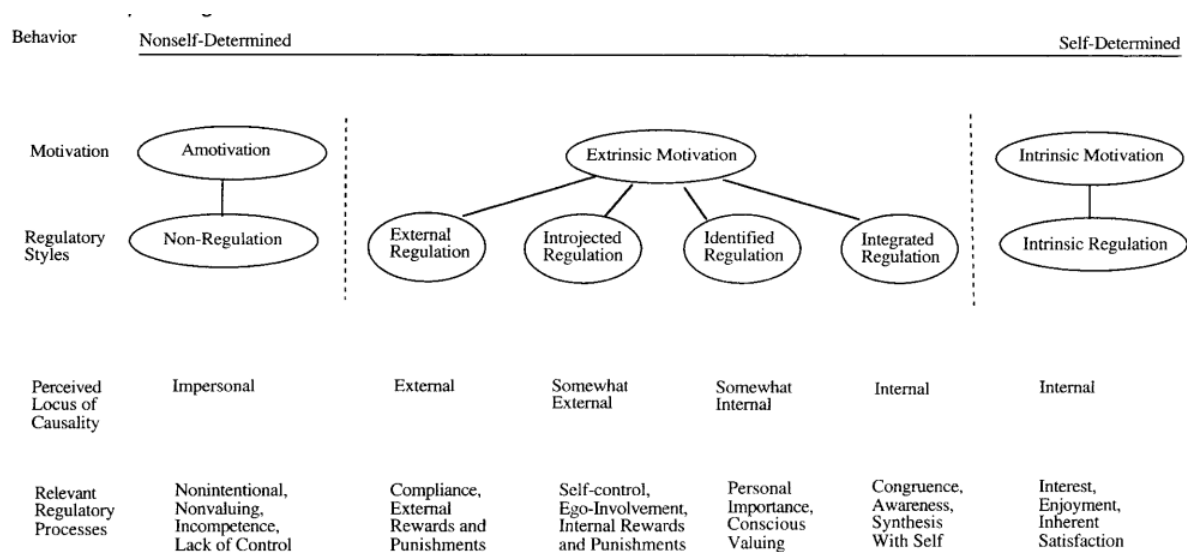 Behavior
Nonself-Determined
Self-Determined
Motivation
Amotivation
Extrinsic Motivation
Intrinsic Motivation
Regulatory
Styles
Non-Regulation
External
Regulation
Introjected
Regulation
Identified
Regulation
Integrated
Regulation
Intrinsic Regulation
Perceived
Locus of
Causality
Impersonal
External
Somewhat
External
Somewhat
Internal
Internal
Internal
Relevant
Regulatory
Processes
Nonintentional,
Nonvaluing,
Incompetence,
Lack of Control
Compliance,
External
Rewards and
Punishments
Self-control,
Ego-Involvement,
Internal Rewards
and Punishments
Personal
Importance,
Conscious
Valuing
Congruence,
Awareness,
Synthesis
With Self
Interest,
Enjoyment,
Inherent
Satisfaction